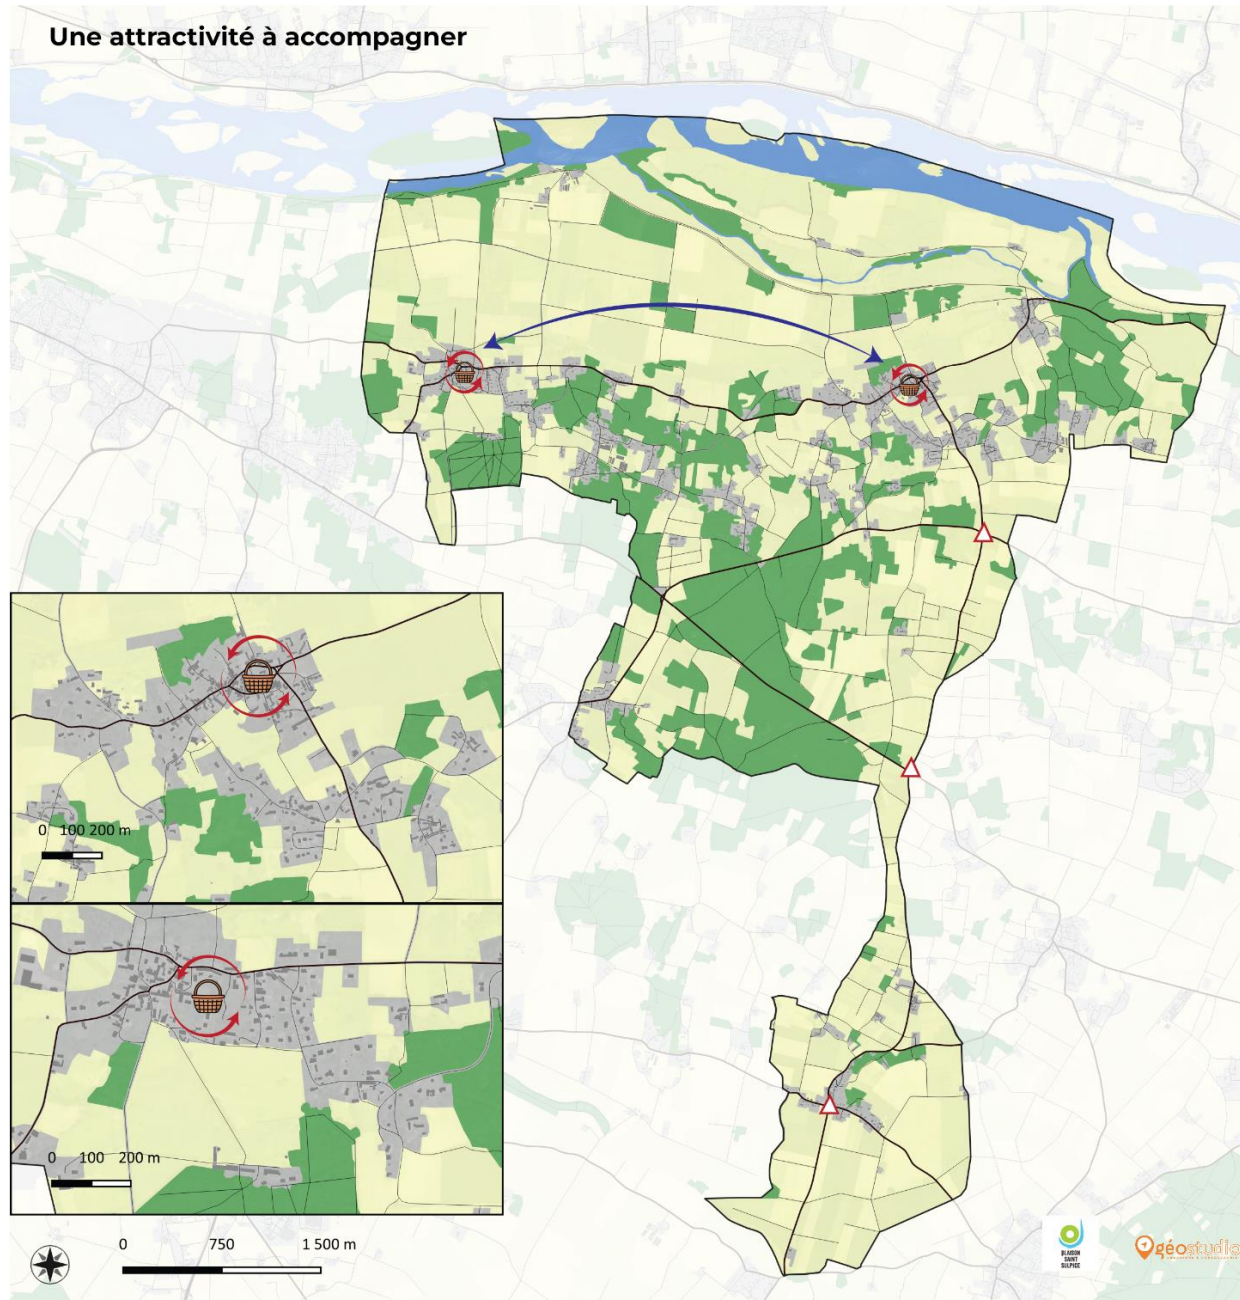 Une attractivité à accompagner
0 100 200 m
0 100 200 m
0 750 1 500 m
BLAISON
SAINT
SULPICE
géostudio